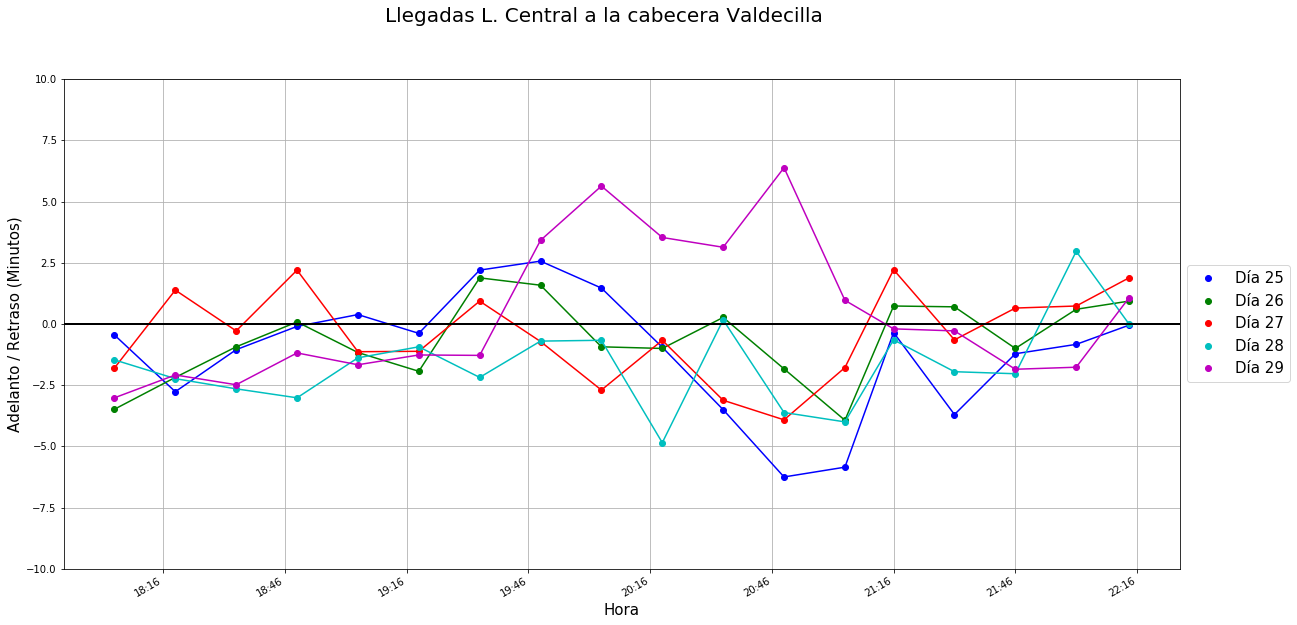 Llegadas L. Central a la cabecera Valdecilla
Adelanto / Retraso (Minutos)
10.0
7.5
5.0
2.5
0.0
−2.5
−5.0
−7.5
−10.0
18:16
18:46
19:16
19:46
20:16
20:46
21:16
21:46
22:16
Hora
Día 25
Día 26
Día 27
Día 28
Día 29